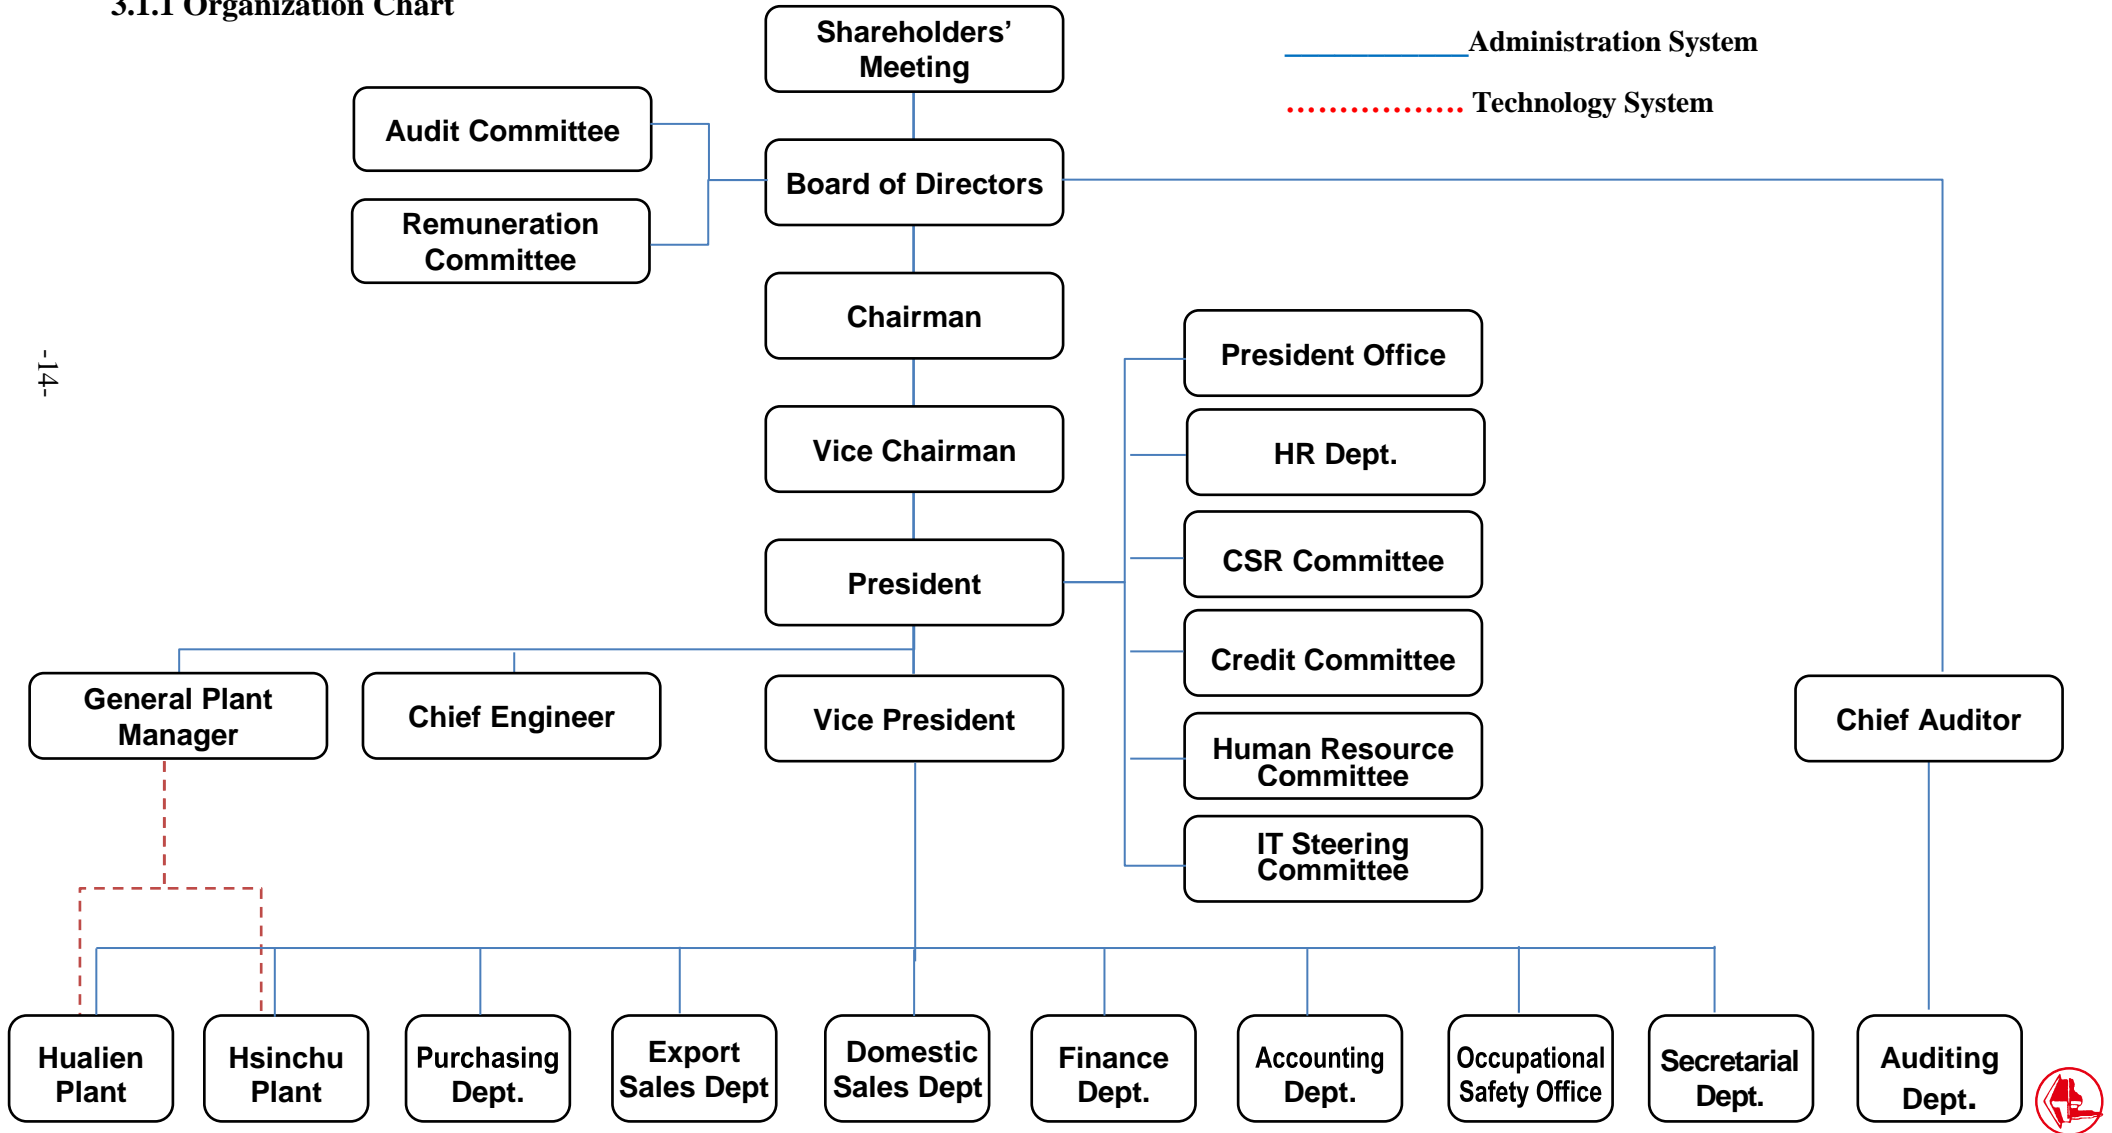 3.1.1 Organization Chart
Shareholders’
Meeting
Administration System
Technology System
Audit Committee
Board of Directors
Remuneration
Committee
Chairman
-14-
President Office
Vice Chairman
HR Dept.
CSR Committee
President
Credit Committee
General Plant
Manager
Chief Engineer
Vice President
Chief Auditor
Human Resource
Committee
IT Steering
Committee
Hualien
Plant
Hsinchu
Plant
Purchasing
Dept.
Export
Sales Dept
Domestic
Sales Dept
Finance
Dept.
Accounting
Dept.
Occupational
Safety Office
Secretarial
Dept.
Auditing
Dept.